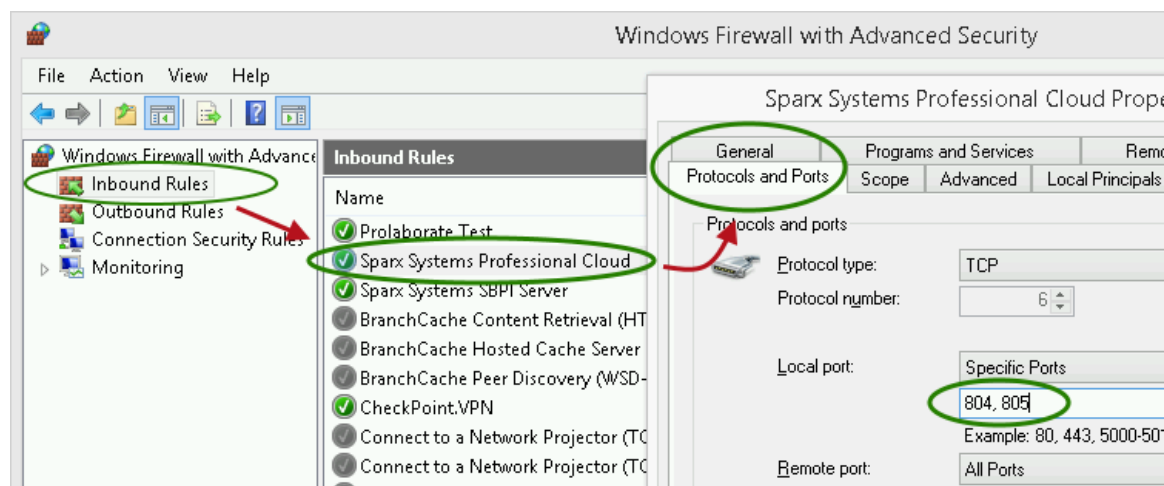 Windows Firewall with Advanced Security
File Action View Help
Windows Firewall with Advance
Inbound Rules
Outbound Rules
Connection Security Rules
Monitoring
Inbound Rules
Name
Prolaborate Test
Sparx Systems Professional Cloud
Sparx Systems SBPI Server
BranchCache Content Retrieval (HT
BranchCache Hosted Cache Server
BranchCache Peer Discovery (WSD-
CheckPoint.VPN
Connect to a Network Projector (TC
Connect to a Network Projector (TC
Sparx Systems Professional Cloud Prope
General Programs and Services Remo
Protocols and Ports Scope Advanced Local Principals
Protocols and ports
Protocol type: TCP
Protocol number: 6
Local port: Specific Ports
804, 805
Example: 80, 443, 5000-501
Remote port: All Ports